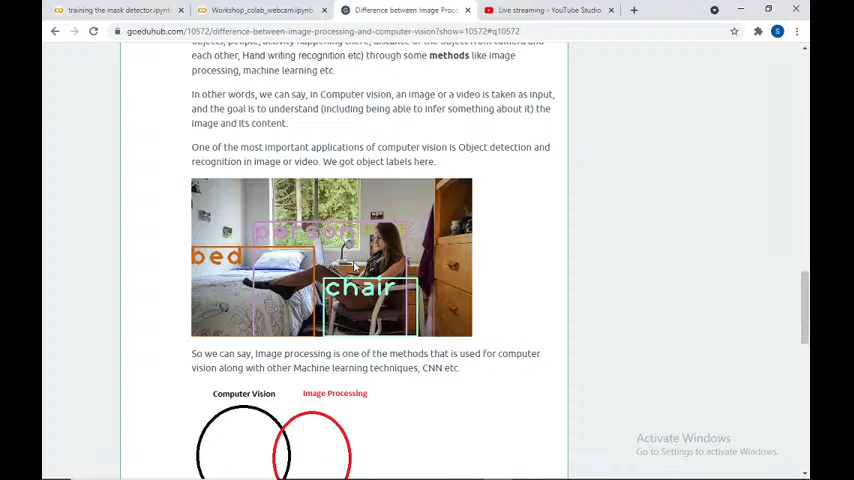 training the mask detector.ipynb
Workshop_colab_webcam.ipynb
Difference between Image Proce
Live streaming - YouTube Studio
goeduhub.com/10572/difference-between-image-processing-and-computer-vision?show=10572#q10572
S
objects, people, activity happening there, distance of the object from camera and
each other, Hand writing recognition etc) through some methods like image
processing, machine learning etc.
In other words, we can say, in Computer vision, an image or a video is taken as input,
and the goal is to understand (including being able to infer something about it) the
image and its content.
One of the most important applications of computer vision is Object detection and
recognition in image or video. We got object labels here.
person
bed
chair
So we can say, Image processing is one of the methods that is used for computer
vision along with other Machine learning techniques, CNN etc.
Computer Vision Image Processing
Activate Windows
Go to Settings to activate Windows.